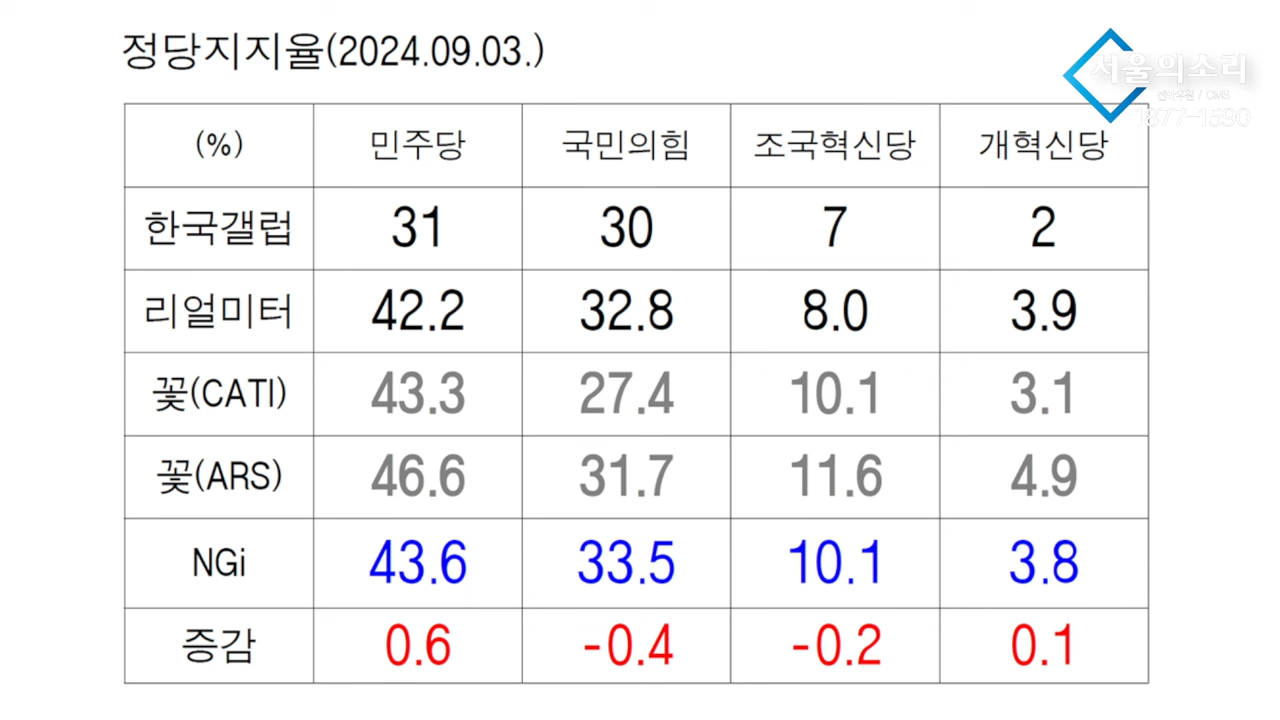 정당지지율(2024.09.03.)
서울의소리
1877-1590
(%) 민주당 국민의힘 조국혁신당 개혁신당
한국갤럽 31 30 7 2
리얼미터 42.2 32.8 8.0 3.9
꽃(CATI) 43.3 27.4 10.1 3.1
꽃(ARS) 46.6 31.7 11.6 4.9
NGi 43.6 33.5 10.1 3.8
증감 0.6 -0.4 -0.2 0.1